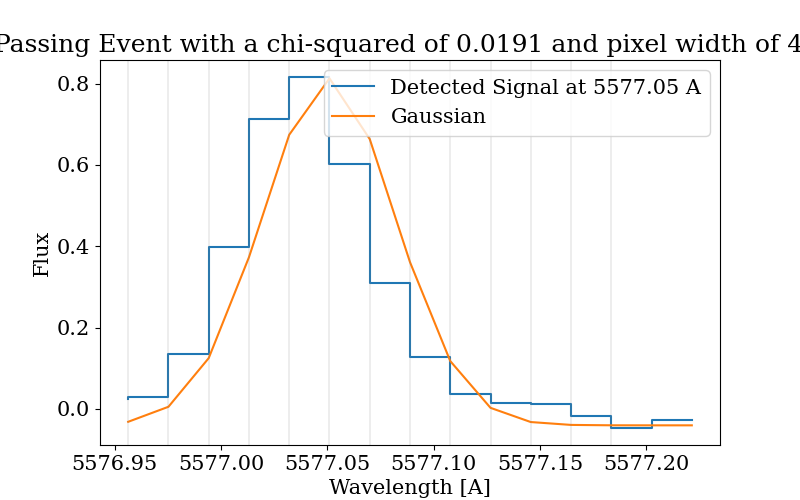 Passing Event with a chi-squared of 0.0191 and pixel width of 4
Detected Signal at 5577.05 A
Gaussian
Flux
0.8
0.6
0.4
0.2
0.0
5576.95 5577.00 5577.05 5577.10 5577.15 5577.20
Wavelength [A]